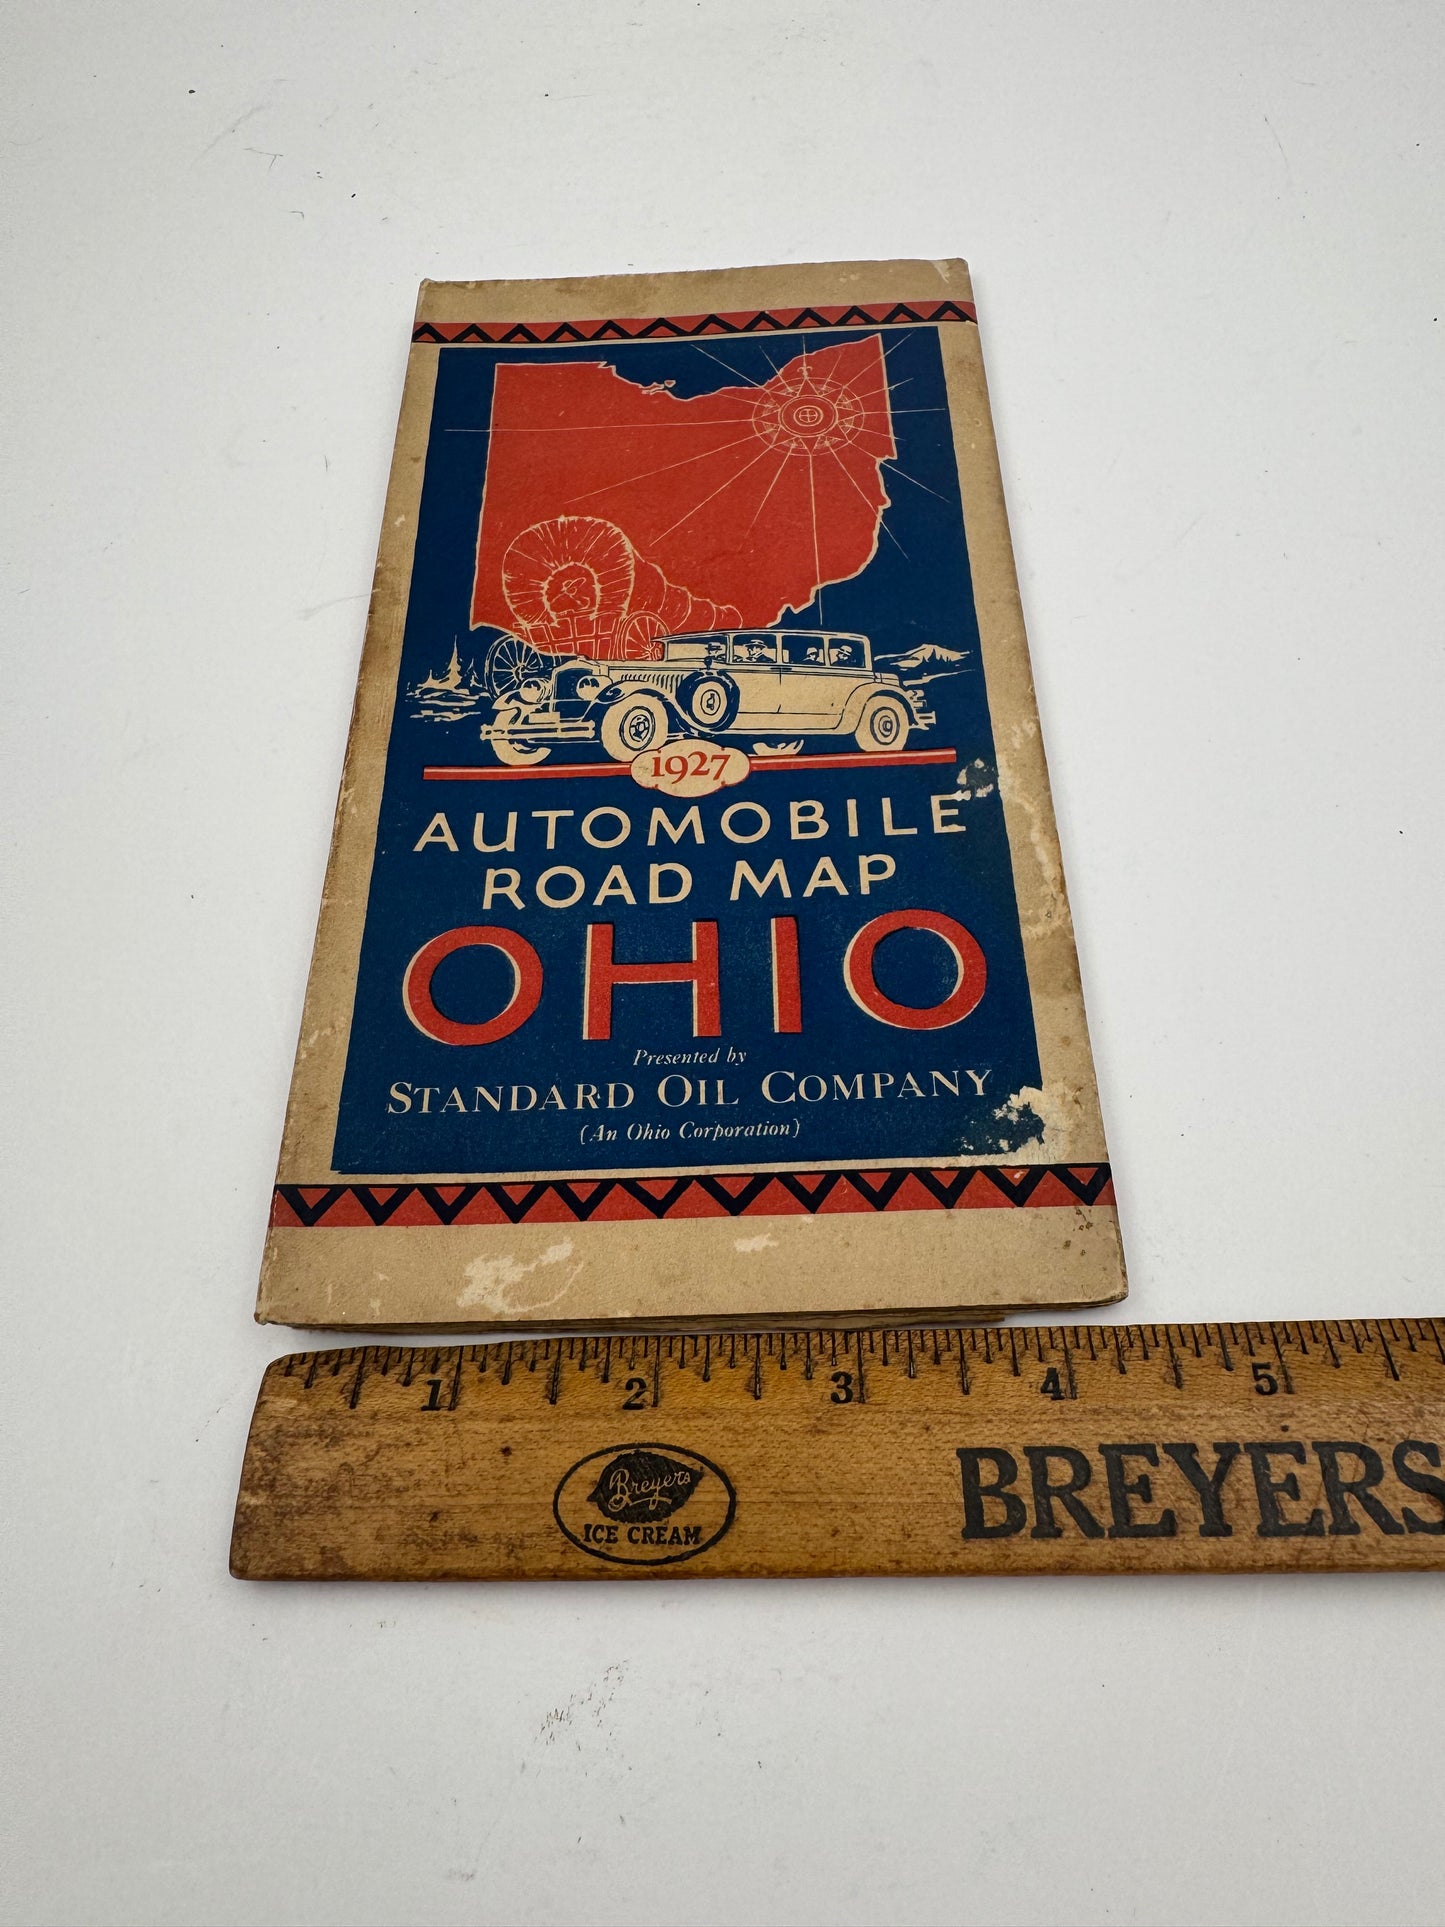 1927
AUTOMOBILE
ROAD MAP
OHIO
Presented by
STANDARD OIL COMPANY
(An Ohio Corporation)
1 2 3 4 5
Breyers
ICE CREAM
BREYERS